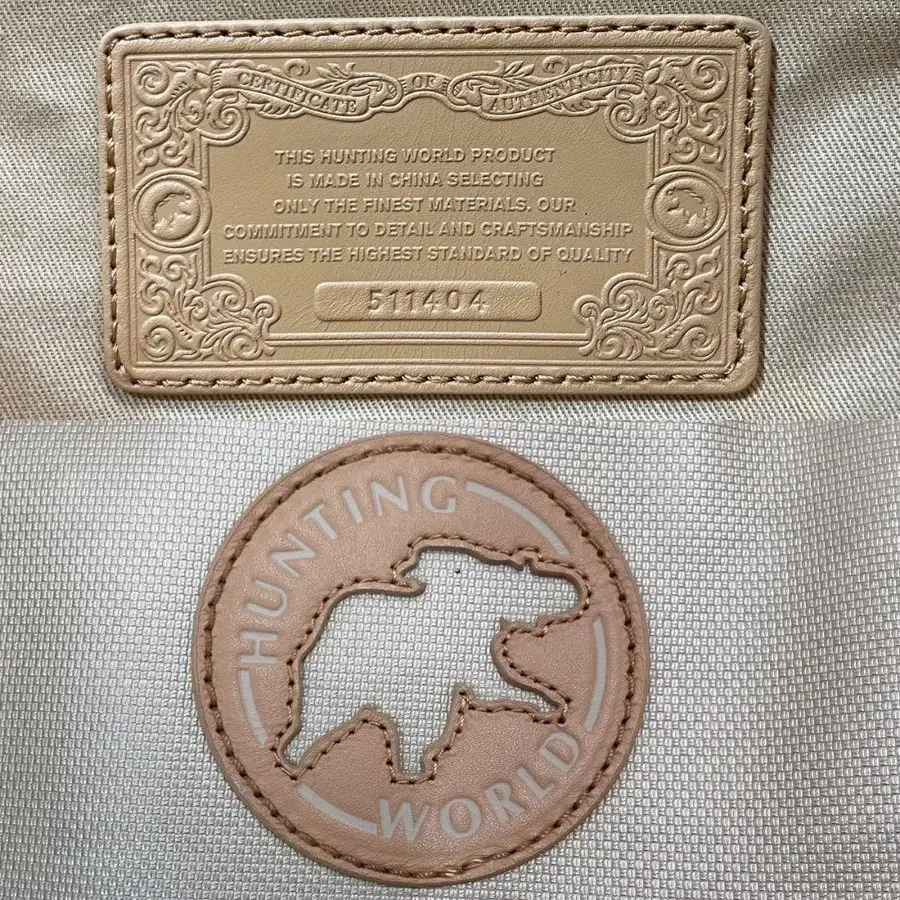 CERTIFICATE OF AUTHENTICITY
THIS HUNTING WORLD PRODUCT
IS MADE IN CHINA SELECTING
ONLY THE FINEST MATERIALS. OUR
COMMITMENT TO DETAIL AND CRAFTSMANSHIP
ENSURES THE HIGHEST STANDARD OF QUALITY
511404
HUNTING
WORLD